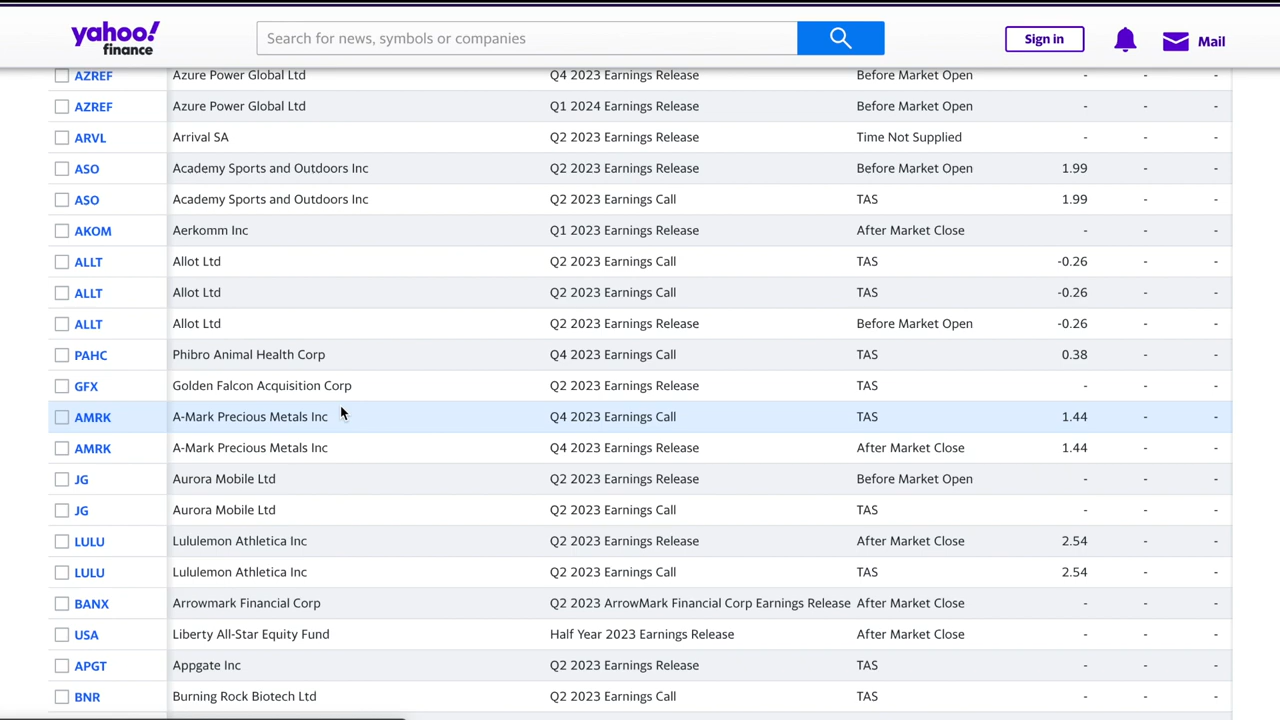 yahoo!
finance
Search for news, symbols or companies
Sign in
Mail
AZREF Azure Power Global Ltd Q4 2023 Earnings Release Before Market Open - - -
AZREF Azure Power Global Ltd Q1 2024 Earnings Release Before Market Open - - -
ARVL Arrival SA Q2 2023 Earnings Release Time Not Supplied - - -
ASO Academy Sports and Outdoors Inc Q2 2023 Earnings Release Before Market Open 1.99 - -
ASO Academy Sports and Outdoors Inc Q2 2023 Earnings Call TAS 1.99 - -
AKOM Aerkomm Inc Q1 2023 Earnings Release After Market Close - - -
ALLT Allot Ltd Q2 2023 Earnings Call TAS -0.26 - -
ALLT Allot Ltd Q2 2023 Earnings Call TAS -0.26 - -
ALLT Allot Ltd Q2 2023 Earnings Release Before Market Open -0.26 - -
PAHC Phibro Animal Health Corp Q4 2023 Earnings Call TAS 0.38 - -
GFX Golden Falcon Acquisition Corp Q2 2023 Earnings Release TAS - - -
AMRK A-Mark Precious Metals Inc Q4 2023 Earnings Call TAS 1.44 - -
AMRK A-Mark Precious Metals Inc Q4 2023 Earnings Release After Market Close 1.44 - -
JG Aurora Mobile Ltd Q2 2023 Earnings Release Before Market Open - - -
JG Aurora Mobile Ltd Q2 2023 Earnings Call TAS - - -
LULU Lululemon Athletica Inc Q2 2023 Earnings Release After Market Close 2.54 - -
LULU Lululemon Athletica Inc Q2 2023 Earnings Call TAS 2.54 - -
BANX Arrowmark Financial Corp Q2 2023 ArrowMark Financial Corp Earnings Release After Market Close - - -
USA Liberty All-Star Equity Fund Half Year 2023 Earnings Release After Market Close - - -
APGT Appgate Inc Q2 2023 Earnings Release TAS - - -
BNR Burning Rock Biotech Ltd Q2 2023 Earnings Call TAS - - -